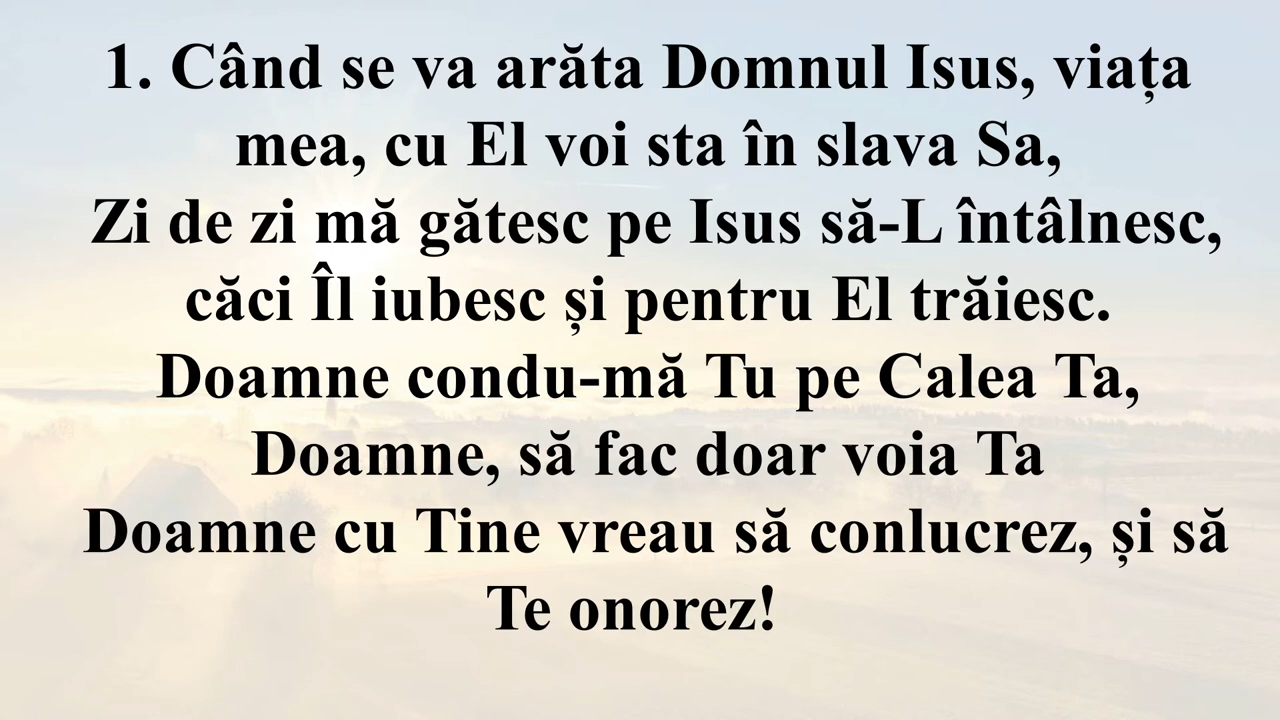 1. Când se va arăta Domnul Isus, viața
mea, cu El voi sta în slava Sa,
Zi de zi mă gătesc pe Isus să-L întâlnesc,
căci Îl iubesc și pentru El trăiesc.
Doamne condu-mă Tu pe Calea Ta,
Doamne, să fac doar voia Ta
Doamne cu Tine vreau să conlucrez, și să
Te onorez!